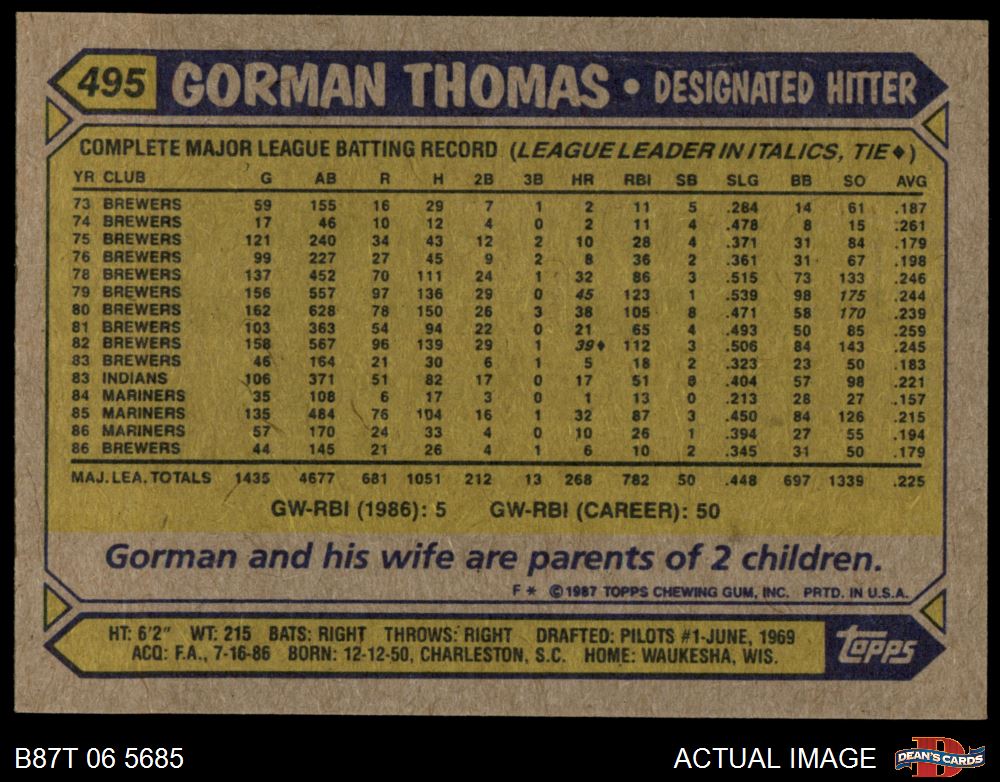 495 GORMAN THOMAS • DESIGNATED HITTER
COMPLETE MAJOR LEAGUE BATTING RECORD (LEAGUE LEADER IN ITALICS, TIE♦)
YR CLUB G AB R H 2B 3B HR RBI SB SLG BB SO AVG
73 BREWERS 59 155 16 29 7 1 2 11 5 .284 14 61 .187
74 BREWERS 17 46 10 12 4 0 2 11 4 .478 8 15 .261
75 BREWERS 121 240 34 43 12 2 10 28 4 .371 31 84 .179
76 BREWERS 99 227 27 45 9 2 8 36 2 .361 31 67 .198
78 BREWERS 137 452 70 111 24 1 32 86 3 .515 73 133 .246
79 BREWERS 156 557 97 136 29 0 45 123 1 .539 98 175 .244
80 BREWERS 162 628 78 150 26 3 38 105 8 .471 58 170 .239
81 BREWERS 103 363 54 94 22 0 21 65 4 .493 50 85 .259
82 BREWERS 158 567 96 139 29 1 39♦ 112 3 .506 84 143 .245
83 BREWERS 46 164 21 30 6 1 5 18 2 .323 23 50 .183
83 INDIANS 106 371 51 82 17 0 17 51 8 .404 57 98 .221
84 MARINERS 35 108 6 17 3 0 1 13 0 .213 28 27 .157
85 MARINERS 135 484 76 104 16 1 32 87 3 .450 84 126 .215
86 MARINERS 57 170 24 33 4 0 10 26 1 .394 27 55 .194
86 BREWERS 44 145 21 26 4 1 6 10 2 .345 31 50 .179
MAJ. LEA. TOTALS 1435 4677 681 1051 212 13 268 782 50 .448 697 1339 .225
GW-RBI (1986): 5 GW-RBI (CAREER): 50
Gorman and his wife are parents of 2 children.
F * ©1987 TOPPS CHEWING GUM, INC. PRTD. IN U.S.A.
HT: 6'2" WT: 215 BATS: RIGHT THROWS: RIGHT DRAFTED: PILOTS #1-JUNE, 1969
ACQ: F.A., 7-16-86 BORN: 12-12-50, CHARLESTON, S.C. HOME: WAUKESHA, WIS.
topps
B87T 06 5685
ACTUAL IMAGE
D
DEAN'S CARDS